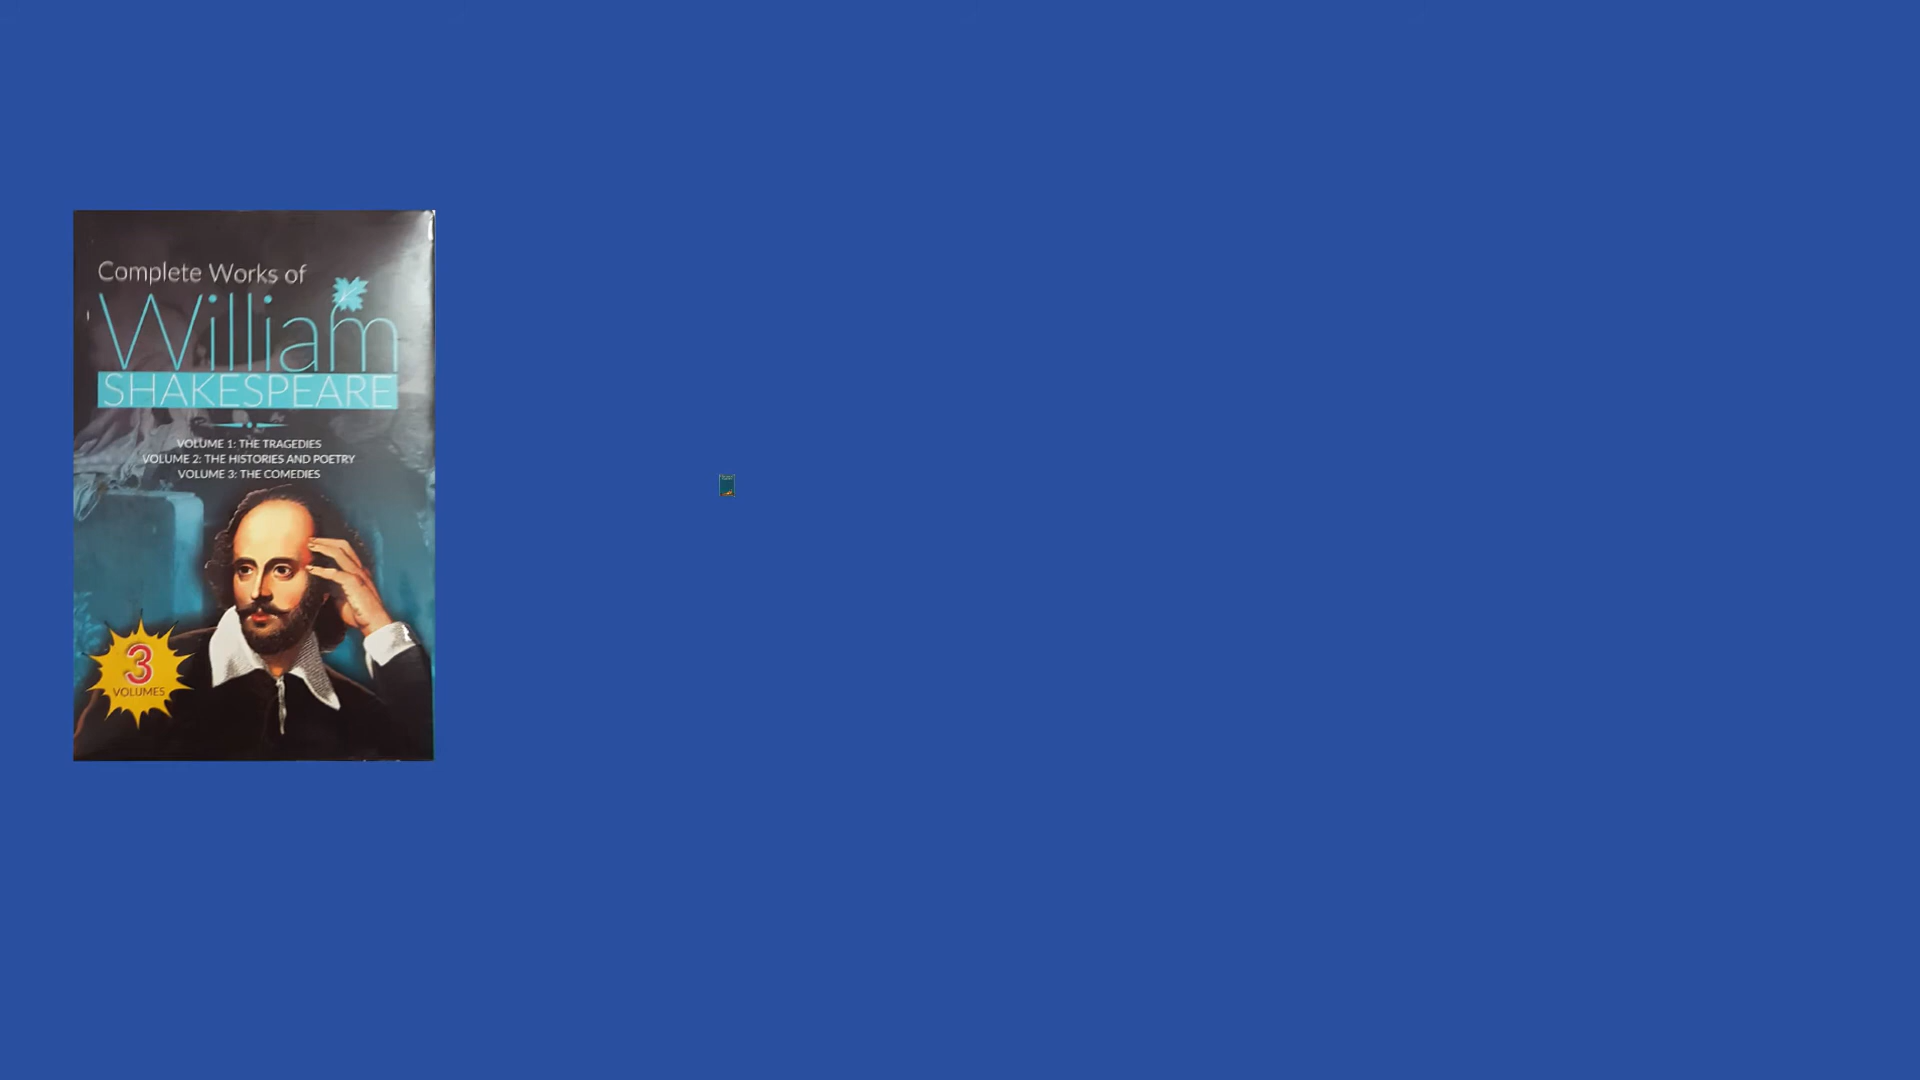 Complete Works of
William
SHAKESPEARE
VOLUME 1: THE TRAGEDIES
VOLUME 2: THE HISTORIES AND POETRY
VOLUME 3: THE COMEDIES
3
VOLUMES